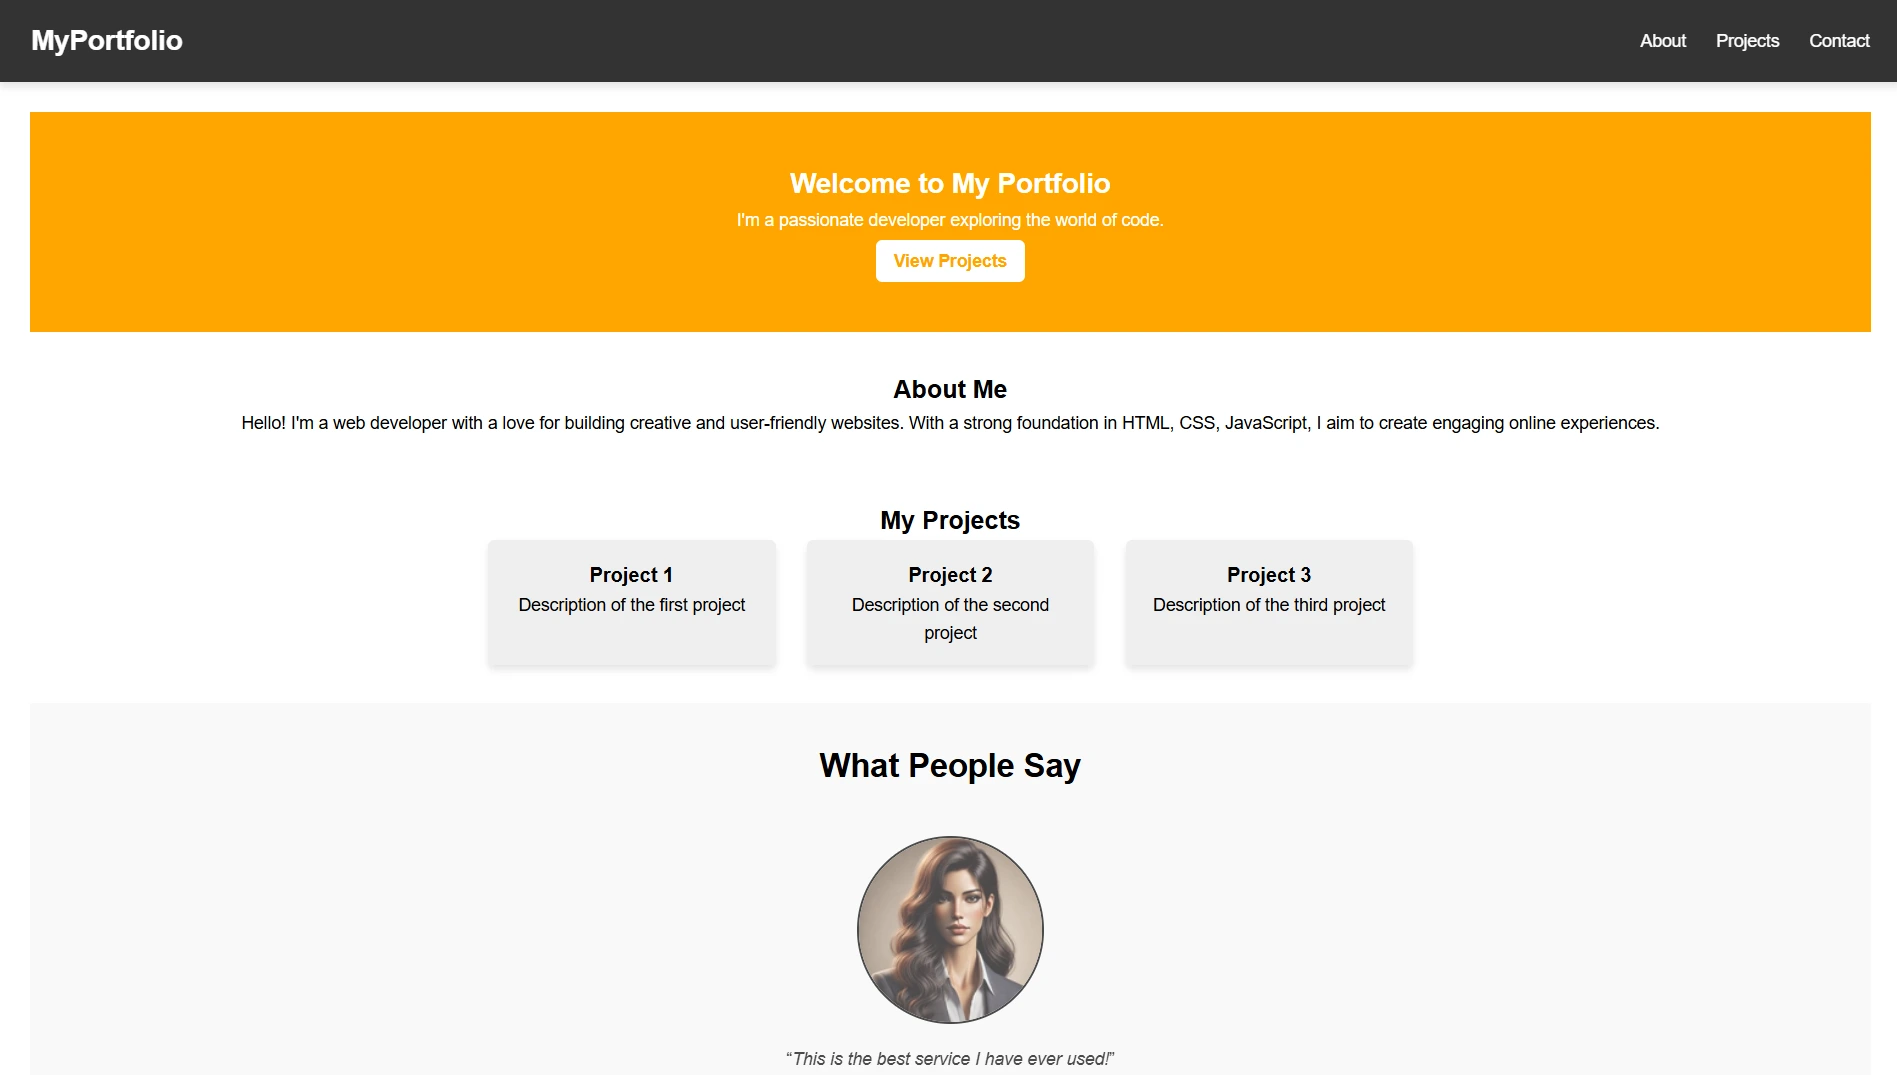 MyPortfolio
About Projects Contact
Welcome to My Portfolio
I'm a passionate developer exploring the world of code.
View Projects
About Me
Hello! I'm a web developer with a love for building creative and user-friendly websites. With a strong foundation in HTML, CSS, JavaScript, I aim to create engaging online experiences.
My Projects
Project 1
Description of the first project
Project 2
Description of the second
project
Project 3
Description of the third project
What People Say
“This is the best service I have ever used!”